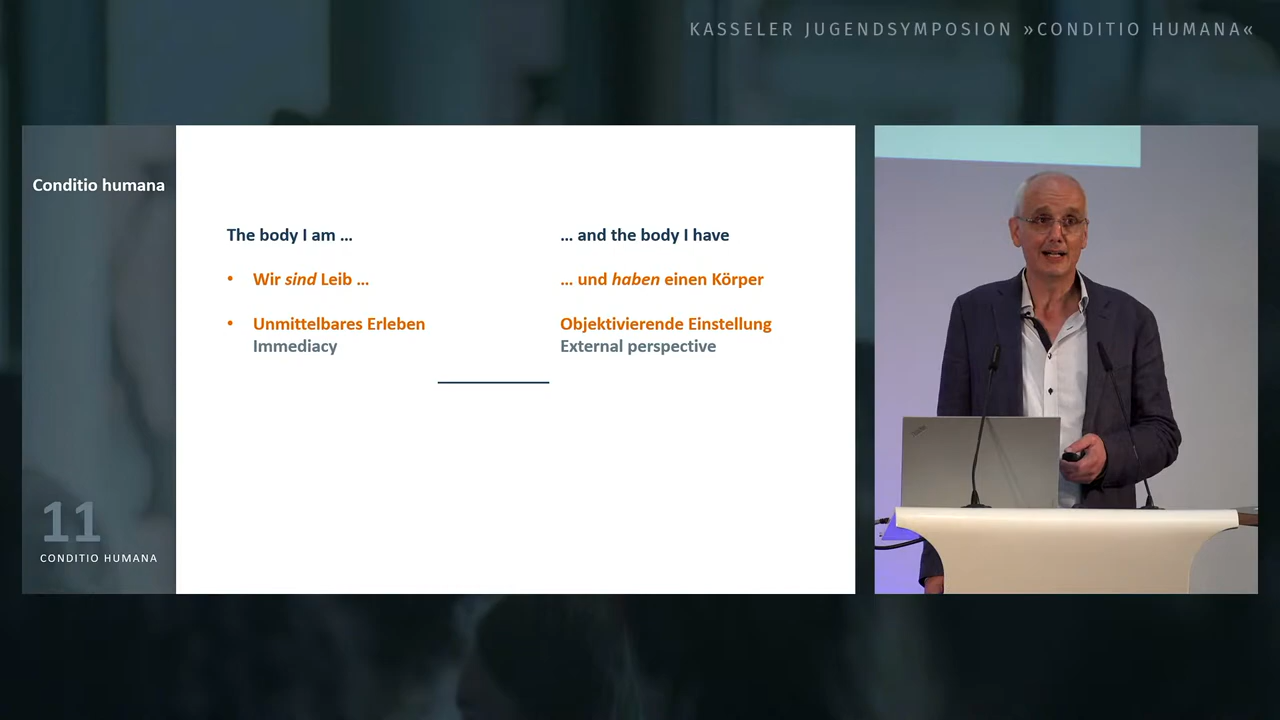 KASSELER JUGENDSYMPOSION »CONDITIO HUMANA«
Conditio humana
The body I am ...
... and the body I have
• Wir sind Leib ...
... und haben einen Körper
• Unmittelbares Erleben
Objektivierende Einstellung
Immediacy
External perspective
11
CONDITIO HUMANA